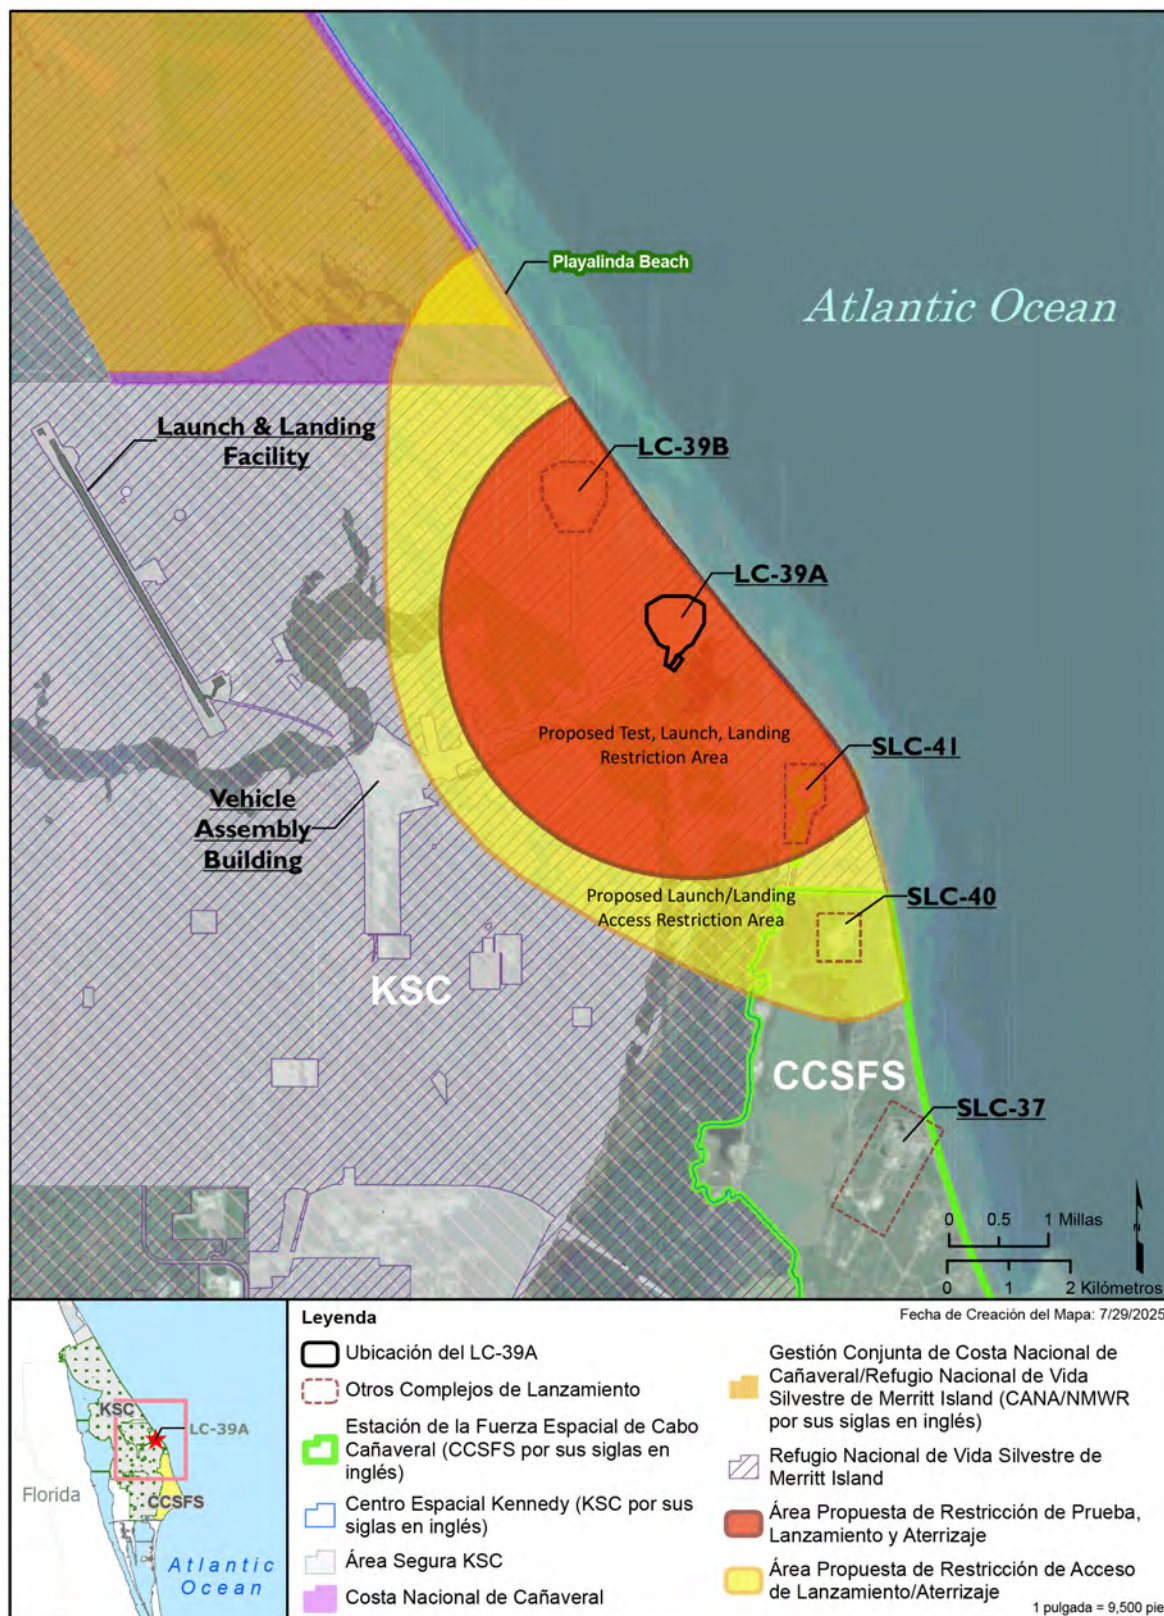 Playalinda Beach
Atlantic Ocean
Launch & Landing
Facility
LC-39B
LC-39A
Proposed Test, Launch, Landing
Restriction Area
SLC-41
Vehicle
Assembly
Building
Proposed Launch/Landing
Access Restriction Area
SLC-40
KSC
CCSFS
SLC-37
0 0.5 1 Millas
N
0 1 2 Kilómetros
KSC
LC-39A
Florida
CCSFS
Atlantic
Ocean
Leyenda
Fecha de Creación del Mapa: 7/29/2025
Ubicación del LC-39A
Otros Complejos de Lanzamiento
Estación de la Fuerza Espacial de Cabo
Cañaveral (CCSFS por sus siglas en
inglés)
Centro Espacial Kennedy (KSC por sus
siglas en inglés)
Área Segura KSC
Costa Nacional de Cañaveral
Gestión Conjunta de Costa Nacional de
Cañaveral/Refugio Nacional de Vida
Silvestre de Merritt Island (CANA/NMWR
por sus siglas en inglés)
Refugio Nacional de Vida Silvestre de
Merritt Island
Área Propuesta de Restricción de Prueba,
Lanzamiento y Aterrizaje
Área Propuesta de Restricción de Acceso
de Lanzamiento/Aterrizaje
1 pulgada = 9,500 pie